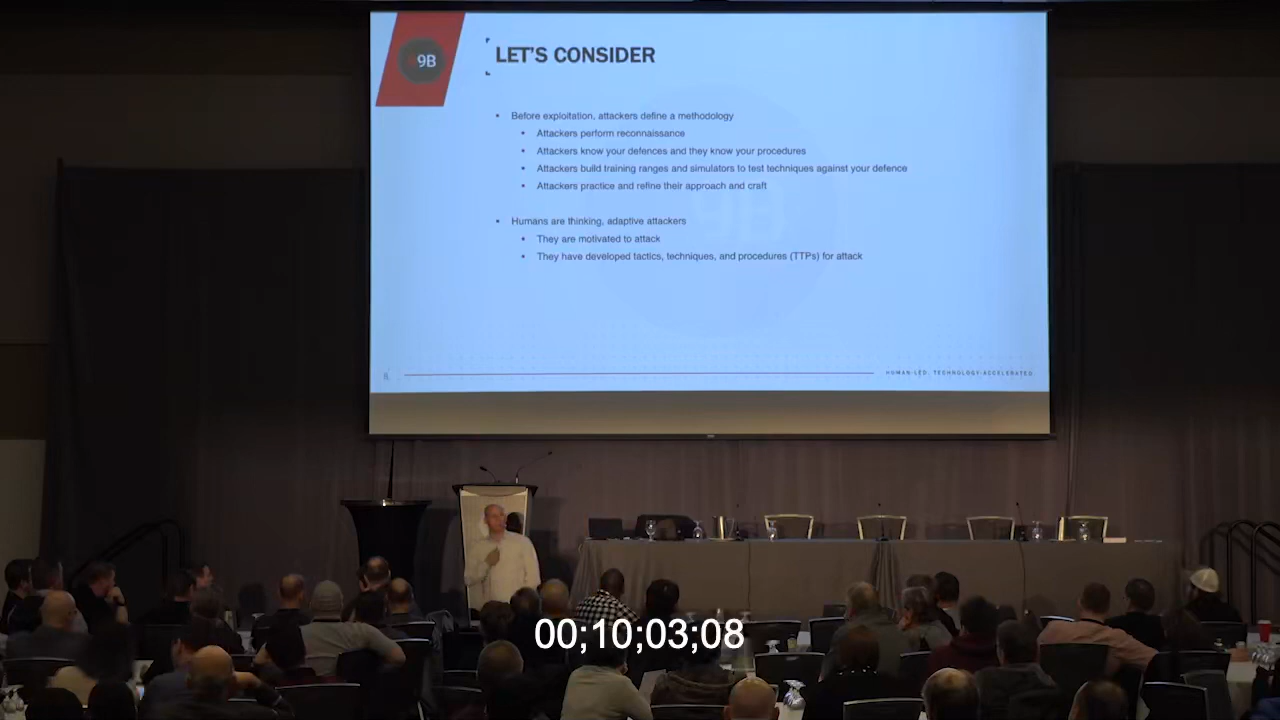 9B
LET'S CONSIDER
Before exploitation, attackers define a methodology
Attackers perform reconnaissance
Attackers know your defences and they know your procedures
Attackers build training ranges and simulators to test techniques against your defence
Attackers practice and refine their approach and craft
Humans are thinking, adaptive attackers
They are motivated to attack
They have developed tactics, techniques, and procedures (TTPs) for attack
HUMAN-LED. TECHNOLOGY-ACCELERATED.
00;10;03;08